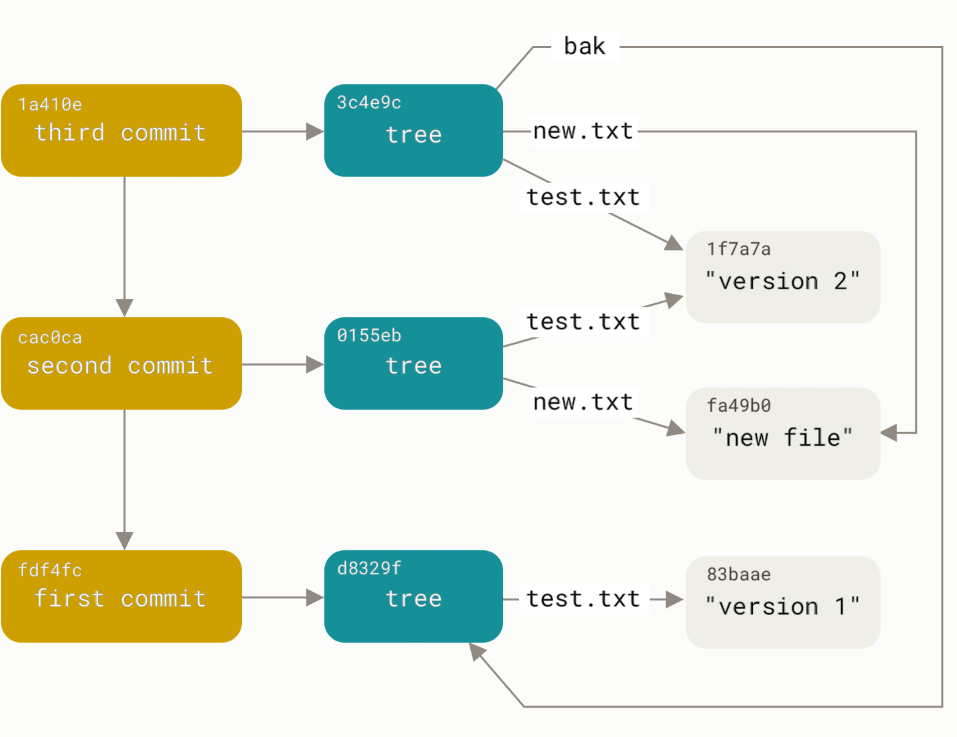 bak
1a410e
third commit
3c4e9c
tree
new.txt
test.txt
1f7a7a
"version 2"
cac0ca
second commit
0155eb
tree
test.txt
new.txt
fa49b0
"new file"
fdf4fc
first commit
d8329f
tree
test.txt
83baae
"version 1"